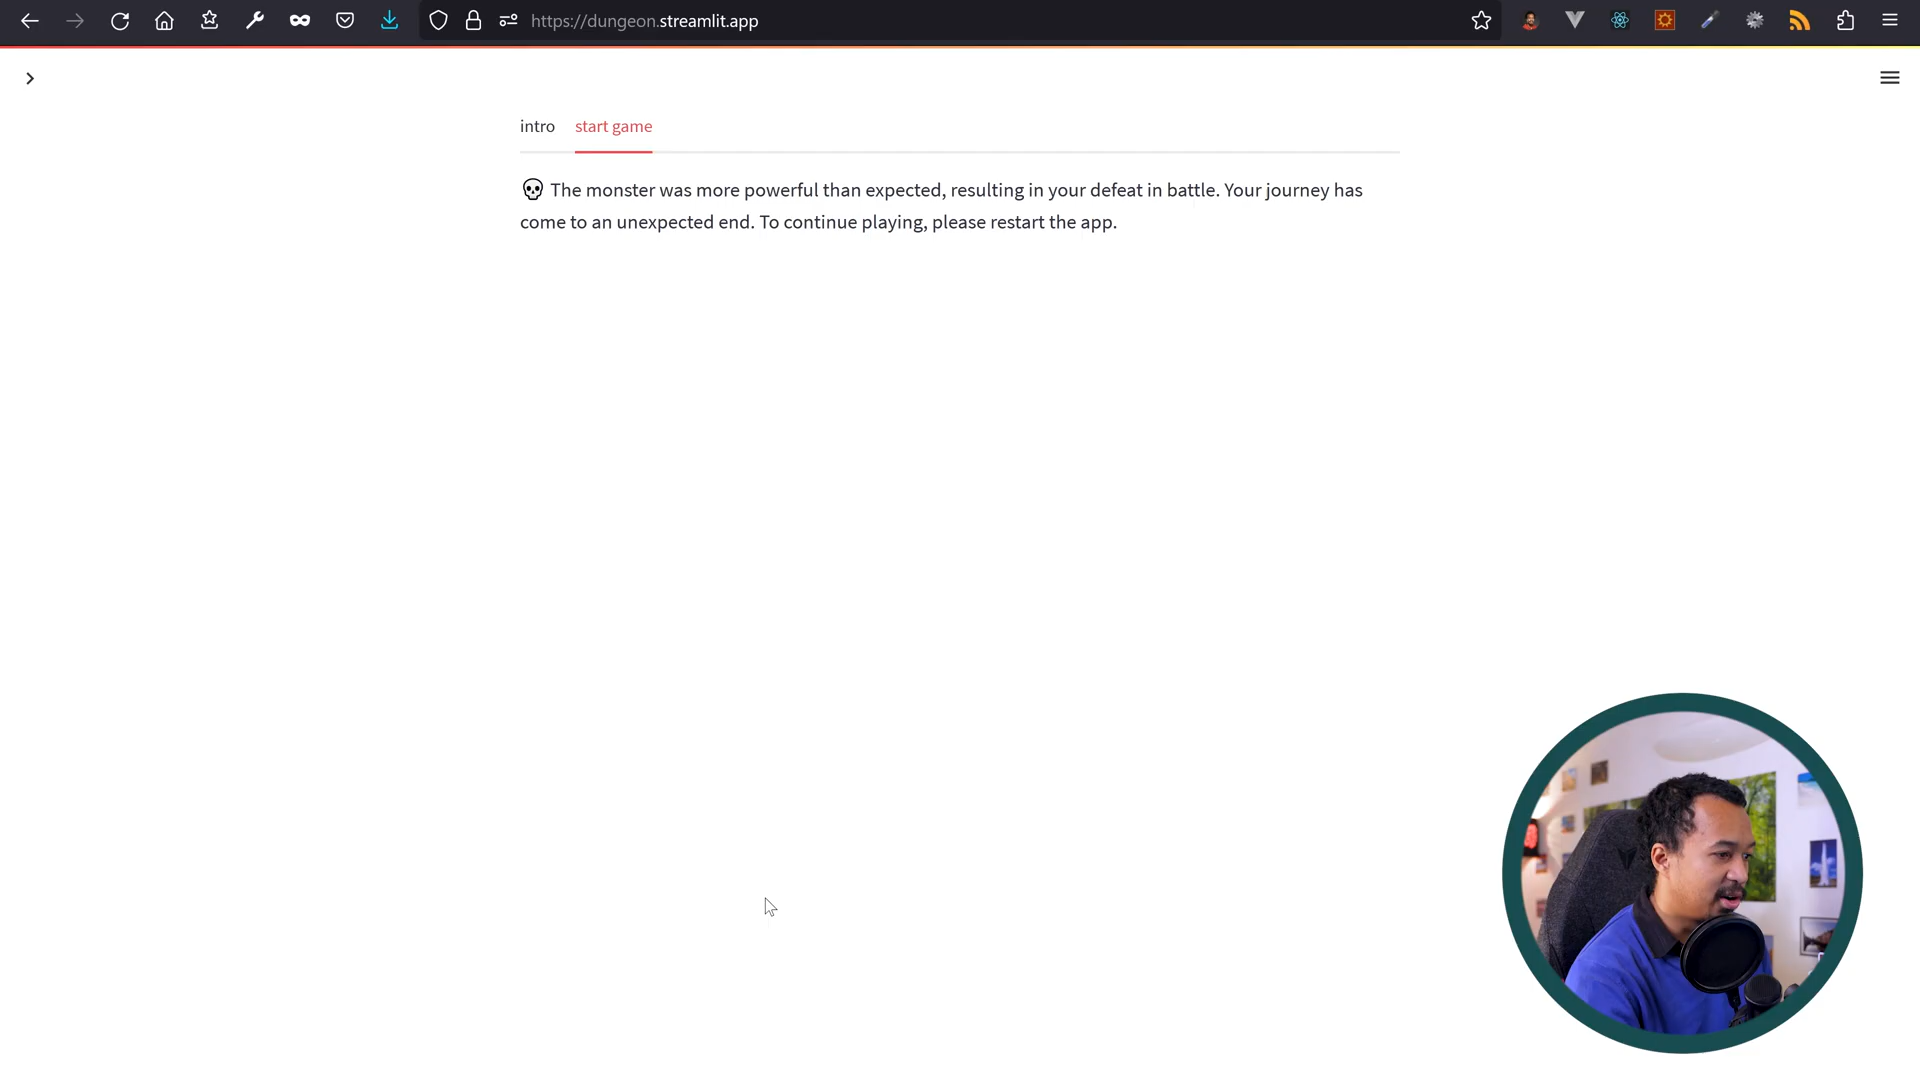 https://dungeon.streamlit.app
intro
start game
The monster was more powerful than expected, resulting in your defeat in battle. Your journey has
come to an unexpected end. To continue playing, please restart the app.